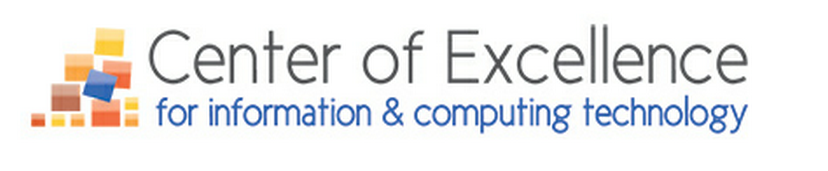 Center of Excellence
for information & computing technology